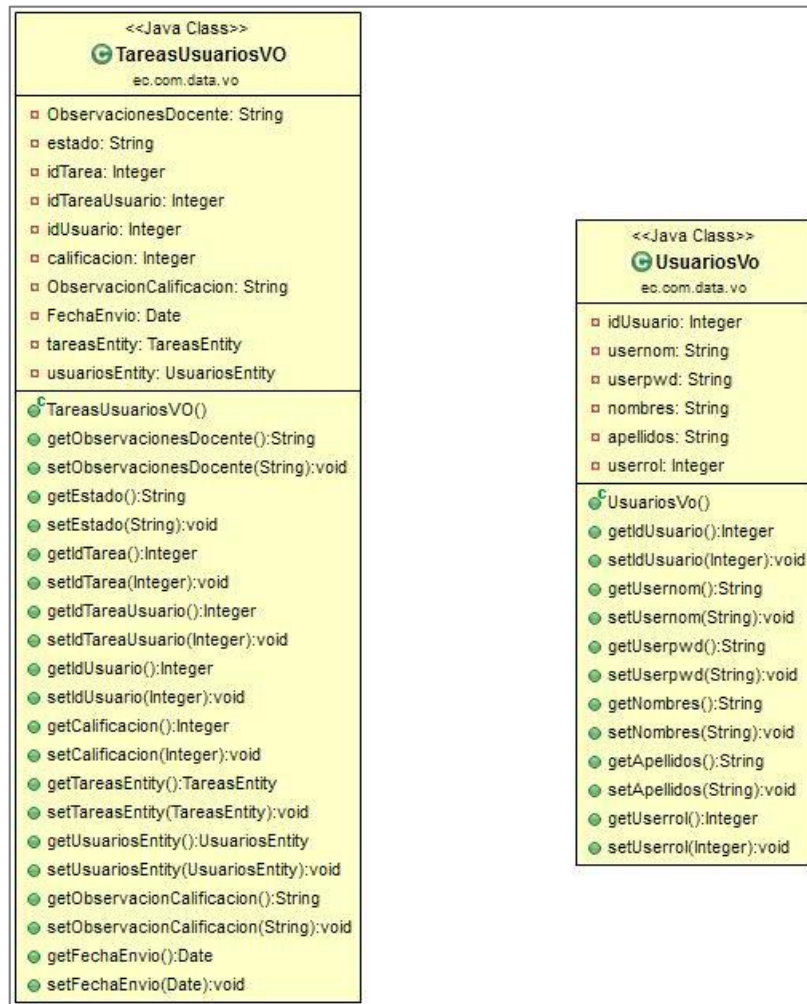 <<Java Class>>
TareasUsuariosVO
ec.com.data.vo
ObservacionesDocente: String
estado: String
idTarea: Integer
idTareaUsuario: Integer
idUsuario: Integer
calificacion: Integer
ObservacionCalificacion: String
FechaEnvio: Date
tareasEntity: TareasEntity
usuariosEntity: UsuariosEntity
TareasUsuariosVO()
getObservacionesDocente():String
setObservacionesDocente(String):void
getEstado():String
setEstado(String):void
getIdTarea():Integer
setIdTarea(Integer):void
getIdTareaUsuario():Integer
setIdTareaUsuario(Integer):void
getIdUsuario():Integer
setIdUsuario(Integer):void
getCalificacion():Integer
setCalificacion(Integer):void
getTareasEntity():TareasEntity
setTareasEntity(TareasEntity):void
getUsuariosEntity():UsuariosEntity
setUsuariosEntity(UsuariosEntity):void
getObservacionCalificacion():String
setObservacionCalificacion(String):void
getFechaEnvio():Date
setFechaEnvio(Date):void
<<Java Class>>
UsuariosVo
ec.com.data.vo
idUsuario: Integer
usernom: String
userpwd: String
nombres: String
apellidos: String
userrol: Integer
UsuariosVo()
getIdUsuario():Integer
setIdUsuario(Integer):void
getUsernom():String
setUsernom(String):void
getUserpwd():String
setUserpwd(String):void
getNombres():String
setNombres(String):void
getApellidos():String
setApellidos(String):void
getUserrol():Integer
setUserrol(Integer):void